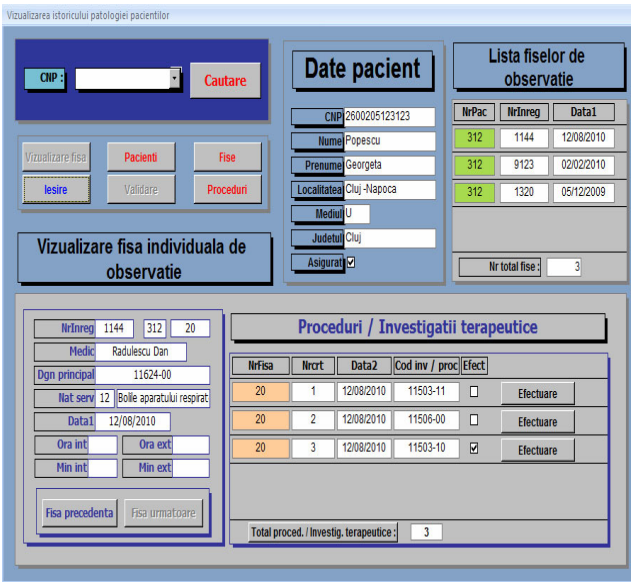 Vizualizarea istoricului patologiei pacientilor
CNP :
Cautare
Vizualizare fisa
Pacienti
Fise
Iesire
Validare
Proceduri
Vizualizare fisa individuala de
observatie
Date pacient
CNP 2600205123123
Nume Popescu
Prenume Georgeta
Localitatea Cluj -Napoca
Mediul U
Judetul Cluj
Asigurat
Lista fiselor de
observatie
NrPac NrInreg Data1
312 1144 12/08/2010
312 9123 02/02/2010
312 1320 05/12/2009
Nr total fise : 3
NrInreg 1144 312 20
Medic Radulescu Dan
Dgn principal 11624-00
Nat serv 12 Bolile aparatului respirat
Data1 12/08/2010
Ora int Ora ext
Min int Min ext
Fisa precedenta Fisa urmatoare
Proceduri / Investigatii terapeutice
NrFisa Nrcrt Data2 Cod inv / proc Efect
20 1 12/08/2010 11503-11 Efectuare
20 2 12/08/2010 11506-00 Efectuare
20 3 12/08/2010 11503-10 Efectuare
Total proced. / Investig. terapeutice : 3